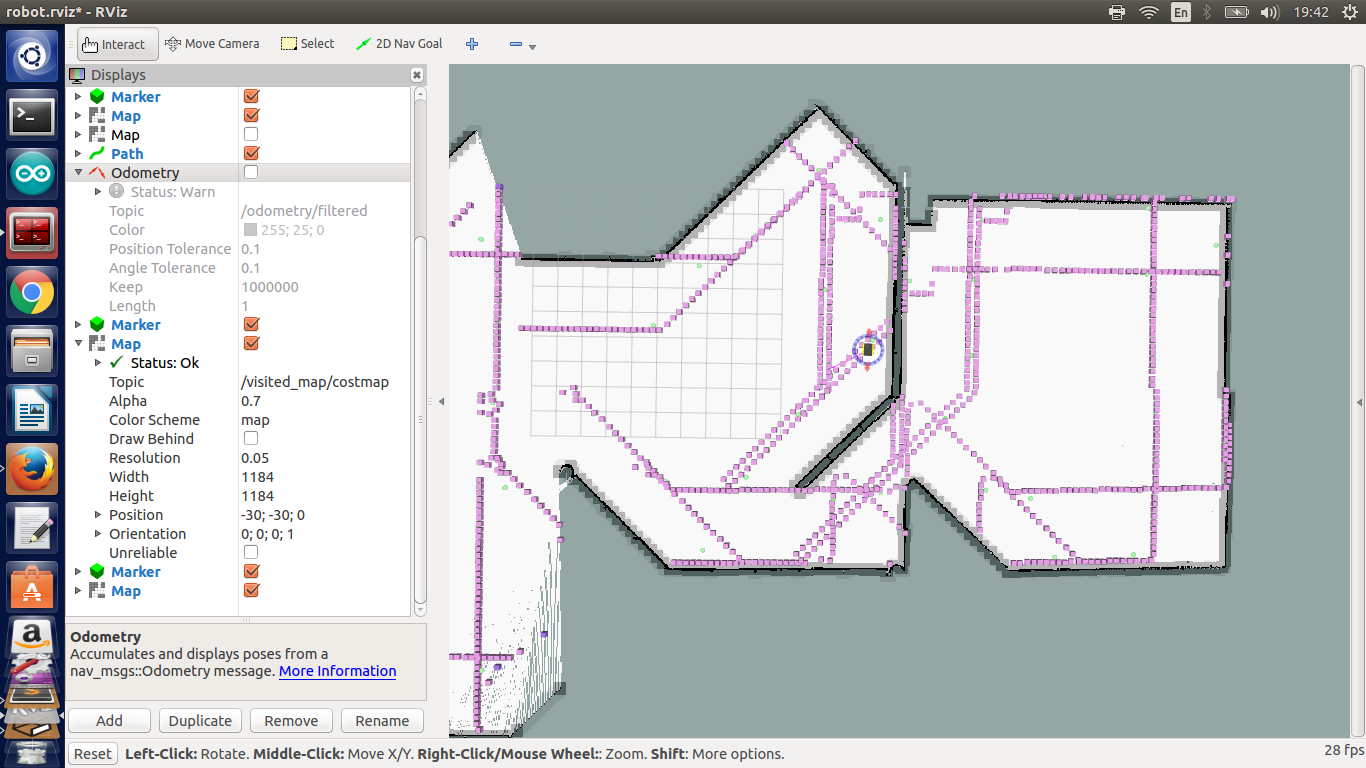 robot.rviz* - RViz
En
19:42
Interact
Move Camera
Select
2D Nav Goal
Displays
Marker
Map
Map
Path
Odometry
Status: Warn
Topic /odometry/filtered
Color 255; 25; 0
Position Tolerance 0.1
Angle Tolerance 0.1
Keep 1000000
Length 1
Marker
Map
Status: Ok
Topic /visited_map/costmap
Alpha 0.7
Color Scheme map
Draw Behind
Resolution 0.05
Width 1184
Height 1184
Position -30; -30; 0
Orientation 0; 0; 0; 1
Unreliable
Marker
Map
Odometry
Accumulates and displays poses from a
nav_msgs::Odometry message. More Information
Add
Duplicate
Remove
Rename
Reset
Left-Click: Rotate. Middle-Click: Move X/Y. Right-Click/Mouse Wheel:: Zoom. Shift: More options.
28 fps